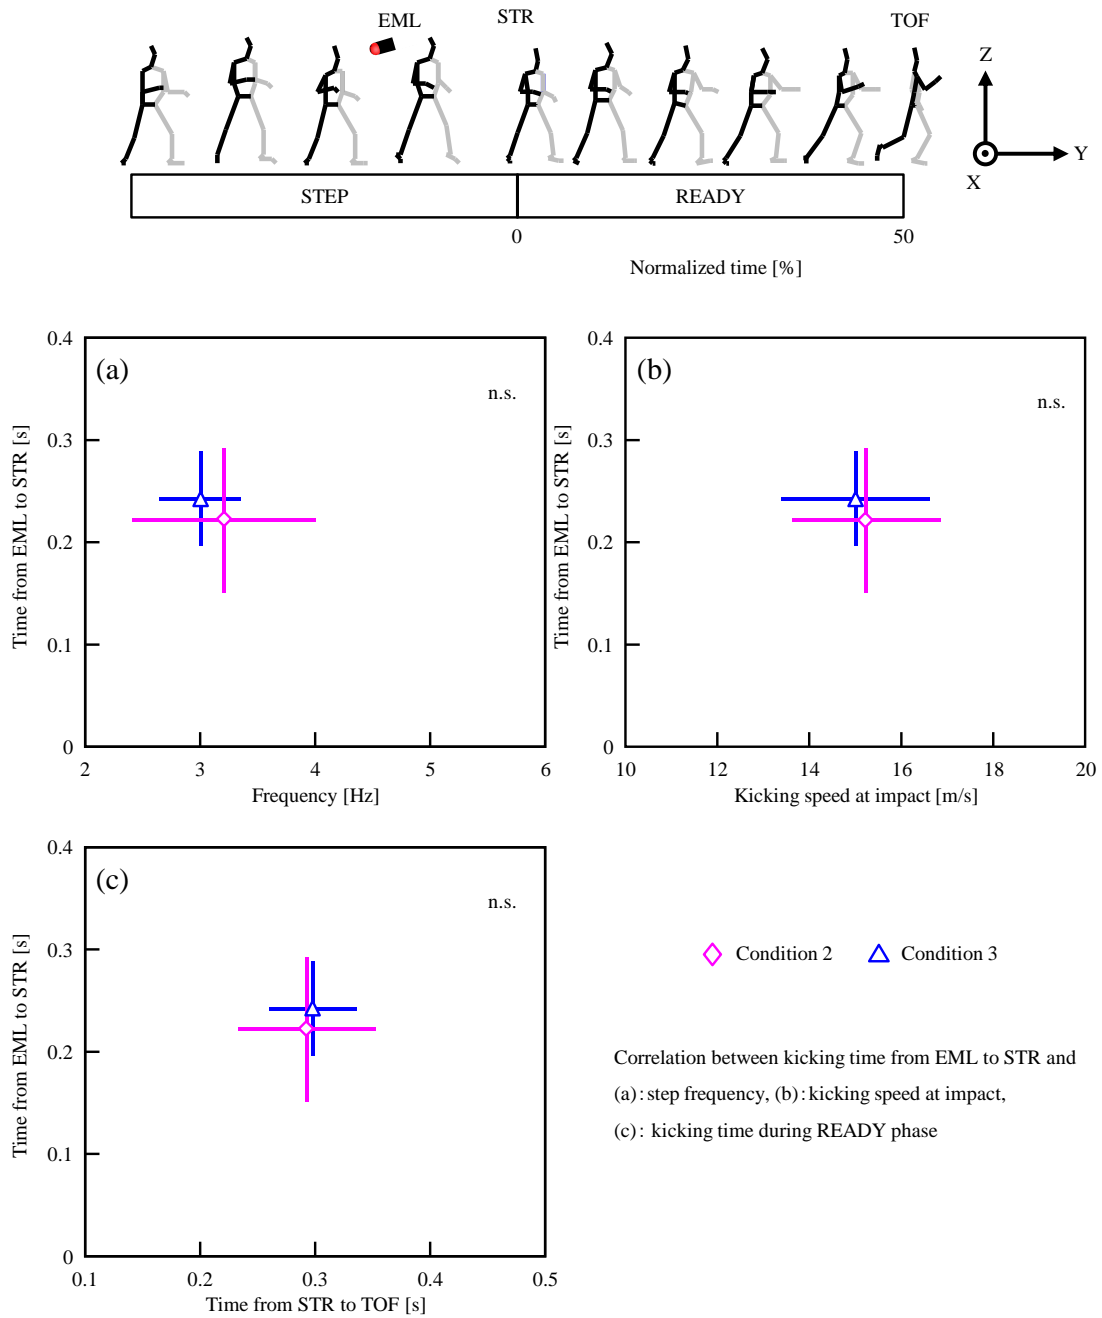 EML
STR
TOF
Z
Y
X
STEP
READY
0
50
Normalized time [%]
(a)
n.s.
0.4
0.3
0.2
0.1
0
Time from EML to STR [s]
2
3
4
5
6
Frequency [Hz]
(b)
n.s.
0.4
0.3
0.2
0.1
0
Time from EML to STR [s]
10
12
14
16
18
20
Kicking speed at impact [m/s]
(c)
n.s.
0.4
0.3
0.2
0.1
0
Time from EML to STR [s]
0.1
0.2
0.3
0.4
0.5
Time from STR to TOF [s]
Condition 2
Condition 3
Correlation between kicking time from EML to STR and
(a): step frequency, (b): kicking speed at impact,
(c): kicking time during READY phase